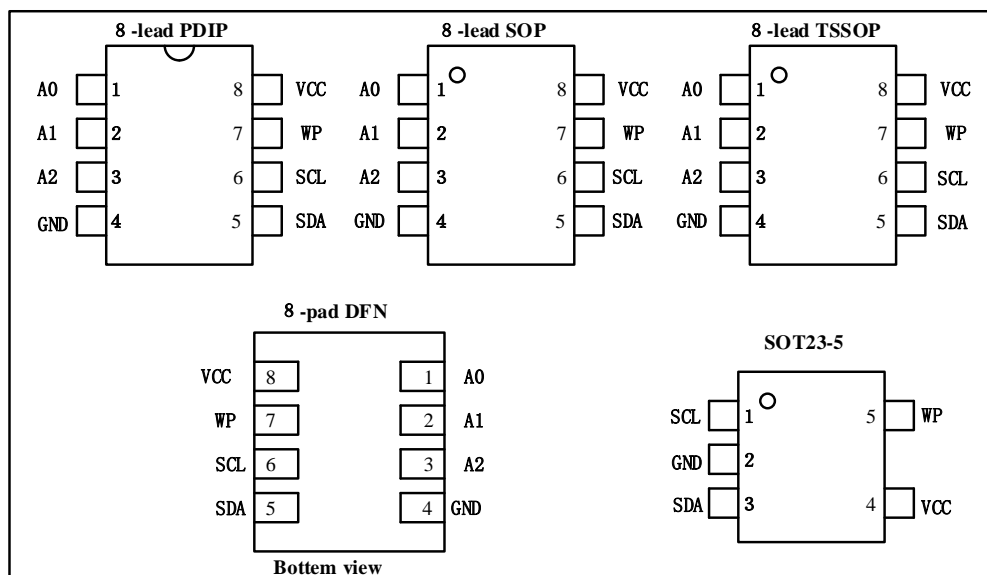 8 -lead PDIP
A0 1 8 VCC
A1 2 7 WP
A2 3 6 SCL
GND 4 5 SDA
8 -lead SOP
A0 1 8 VCC
A1 2 7 WP
A2 3 6 SCL
GND 4 5 SDA
8 -lead TSSOP
A0 1 8 VCC
A1 2 7 WP
A2 3 6 SCL
GND 4 5 SDA
8 -pad DFN
VCC 8 1 A0
WP 7 2 A1
SCL 6 3 A2
SDA 5 4 GND
Bottem view
SOT23-5
SCL 1 5 WP
GND 2
SDA 3 4 VCC